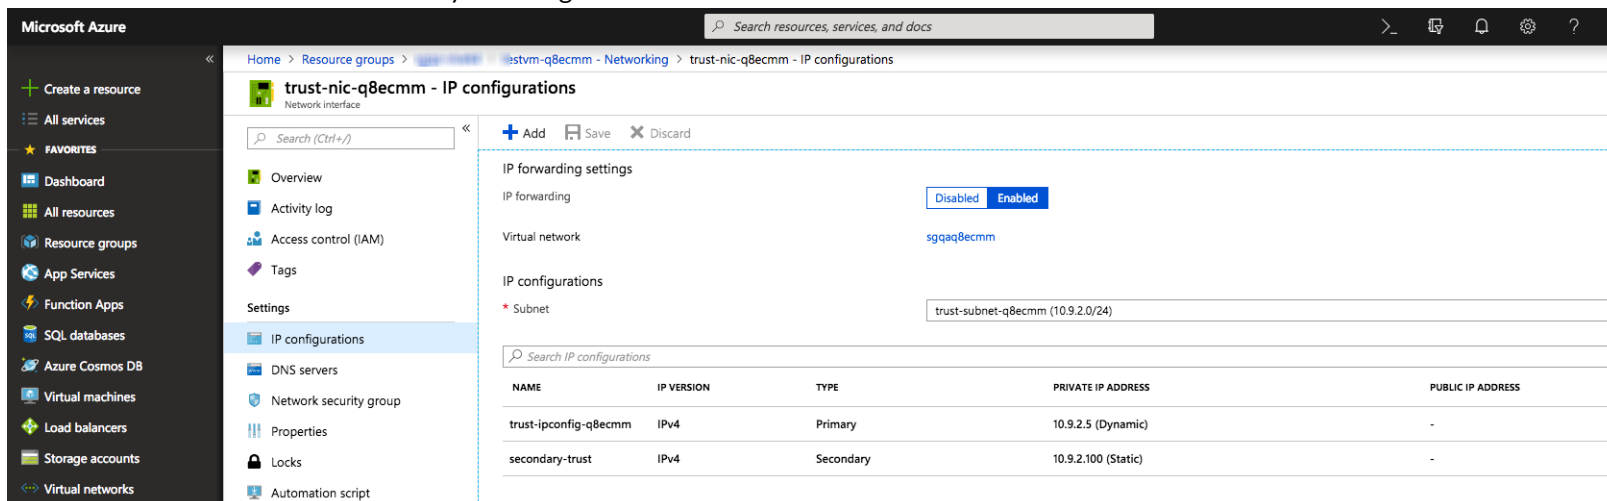 Microsoft Azure
Search resources, services, and docs
>_
?
«
Create a resource
All services
FAVORITES
Dashboard
All resources
Resource groups
App Services
Function Apps
SQL databases
Azure Cosmos DB
Virtual machines
Load balancers
Storage accounts
Virtual networks
Home > Resource groups >
estvm-q8ecmm - Networking > trust-nic-q8ecmm - IP configurations
trust-nic-q8ecmm - IP configurations
Network interface
Search (Ctrl+/)
«
Overview
Activity log
Access control (IAM)
Tags
Settings
IP configurations
DNS servers
Network security group
Properties
Locks
Automation script
Add Save Discard
IP forwarding settings
IP forwarding Disabled Enabled
Virtual network sgqaq8ecmm
IP configurations
* Subnet trust-subnet-q8ecmm (10.9.2.0/24)
Search IP configurations
NAME IP VERSION TYPE PRIVATE IP ADDRESS PUBLIC IP ADDRESS
trust-ipconfig-q8ecmm IPv4 Primary 10.9.2.5 (Dynamic) -
secondary-trust IPv4 Secondary 10.9.2.100 (Static) -